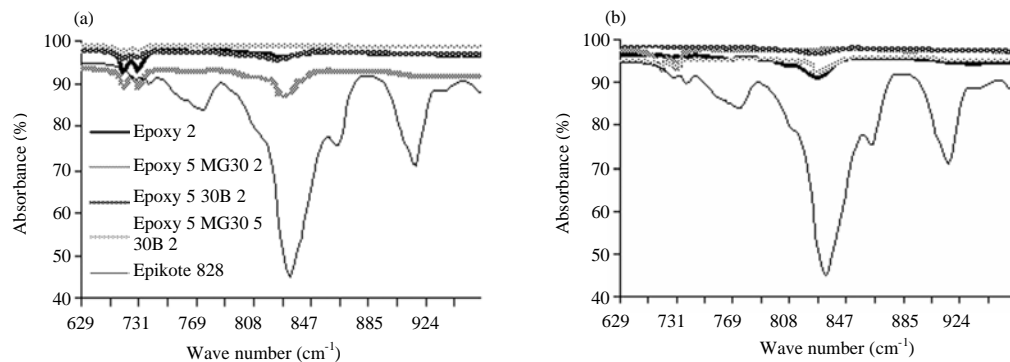 (a)
100
90
80
70
60
50
40
Absorbance (%)
Epoxy 2
Epoxy 5 MG30 2
Epoxy 5 30B 2
Epoxy 5 MG30 5
30B 2
Epikote 828
629 731 769 808 847 885 924
Wave number (cm⁻¹)
(b)
100
90
80
70
60
50
40
Absorbance (%)
629 731 769 808 847 885 924
Wave number (cm⁻¹)